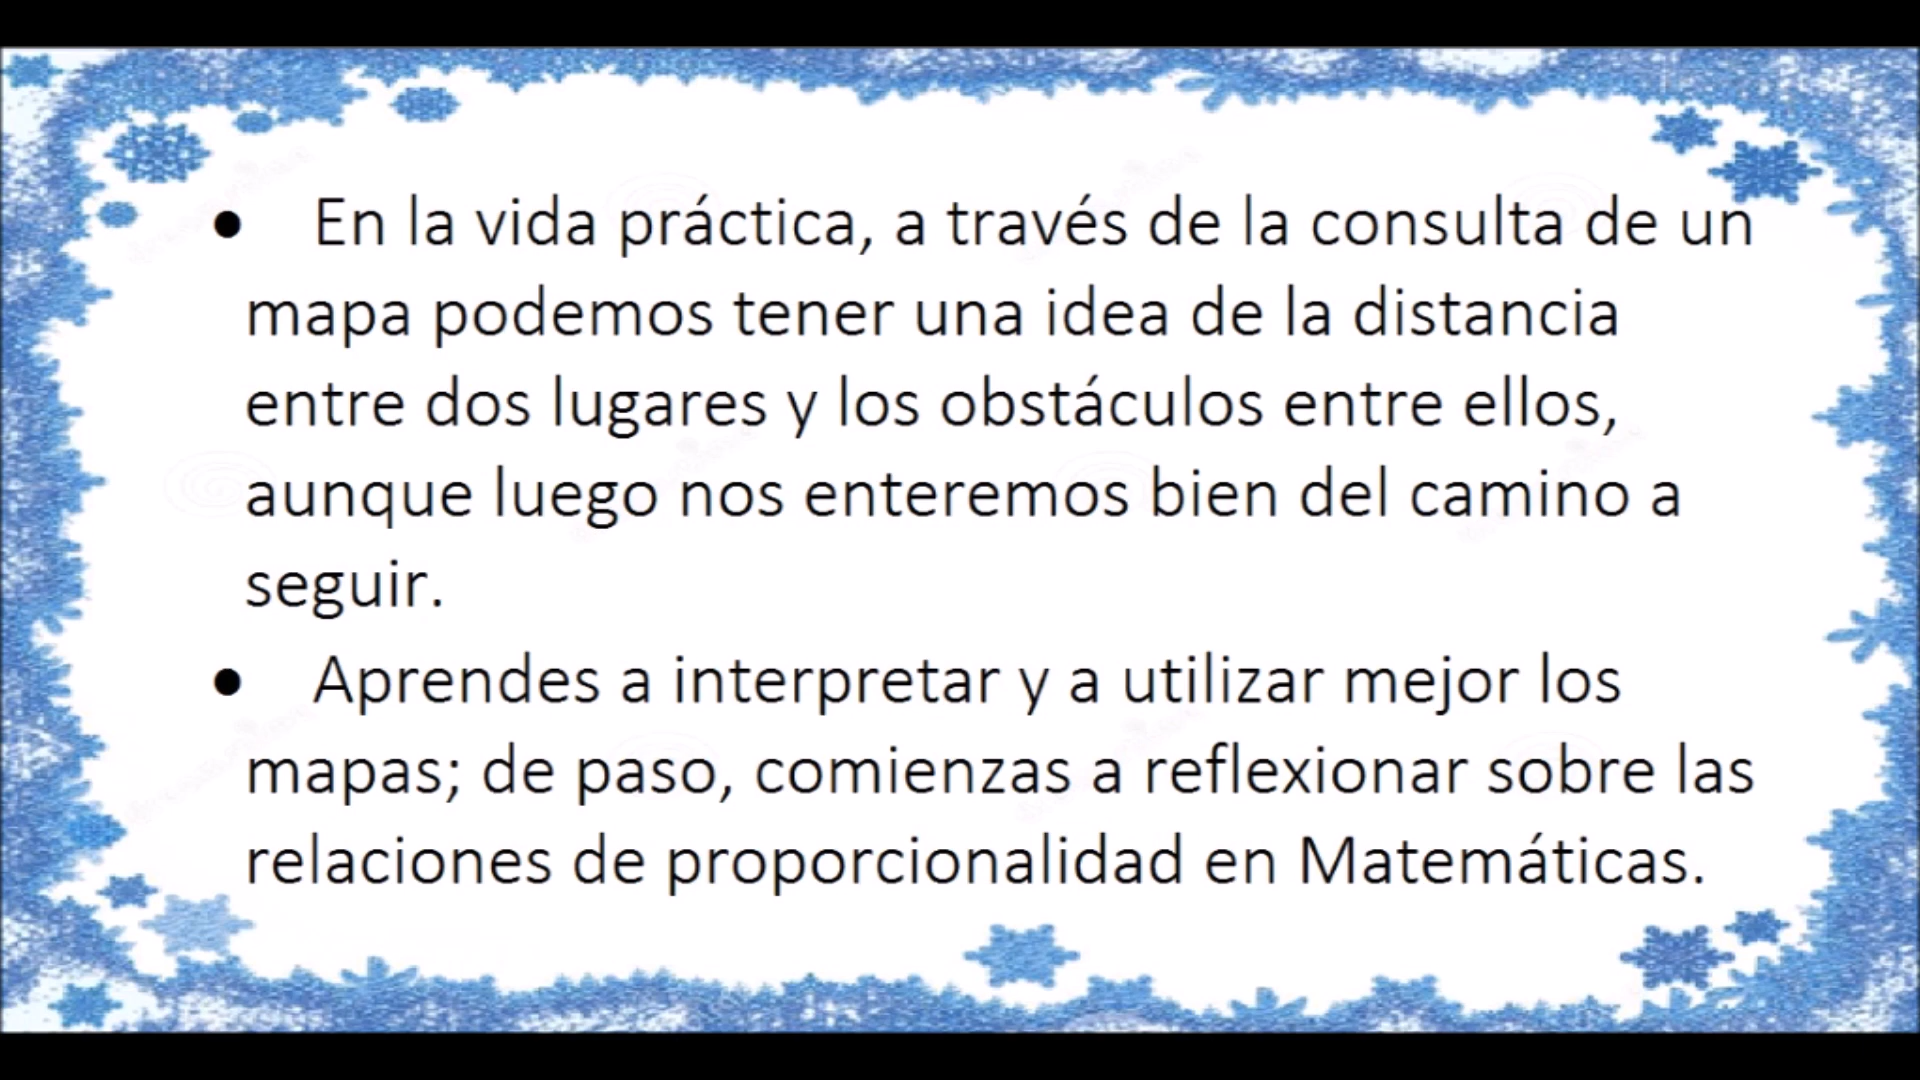 • En la vida práctica, a través de la consulta de un
mapa podemos tener una idea de la distancia
entre dos lugares y los obstáculos entre ellos,
aunque luego nos enteremos bien del camino a
seguir.
• Aprendes a interpretar y a utilizar mejor los
mapas; de paso, comienzas a reflexionar sobre las
relaciones de proporcionalidad en Matemáticas.